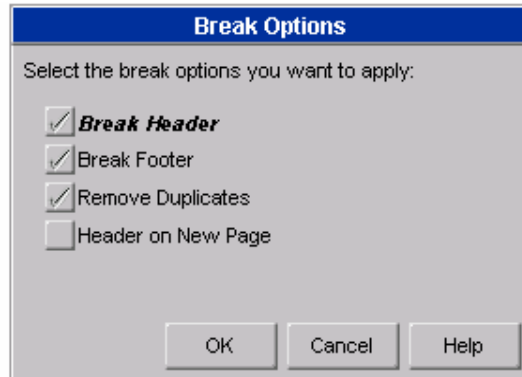 Break Options
Select the break options you want to apply:
Break Header
Break Footer
Remove Duplicates
Header on New Page
OK Cancel Help